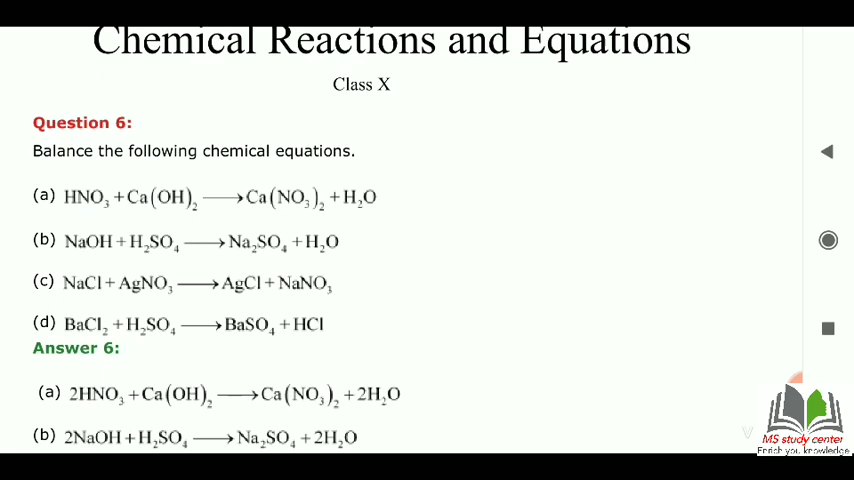 Chemical Reactions and Equations
Class X
Question 6:
Balance the following chemical equations.
(a) HNO₃ + Ca(OH)₂ ⟶ Ca(NO₃)₂ + H₂O
(b) NaOH + H₂SO₄ ⟶ Na₂SO₄ + H₂O
(c) NaCl + AgNO₃ ⟶ AgCl + NaNO₃
(d) BaCl₂ + H₂SO₄ ⟶ BaSO₄ + HCl
Answer 6:
(a) 2HNO₃ + Ca(OH)₂ ⟶ Ca(NO₃)₂ + 2H₂O
(b) 2NaOH + H₂SO₄ ⟶ Na₂SO₄ + 2H₂O
MS study center
Enrich you knowledge